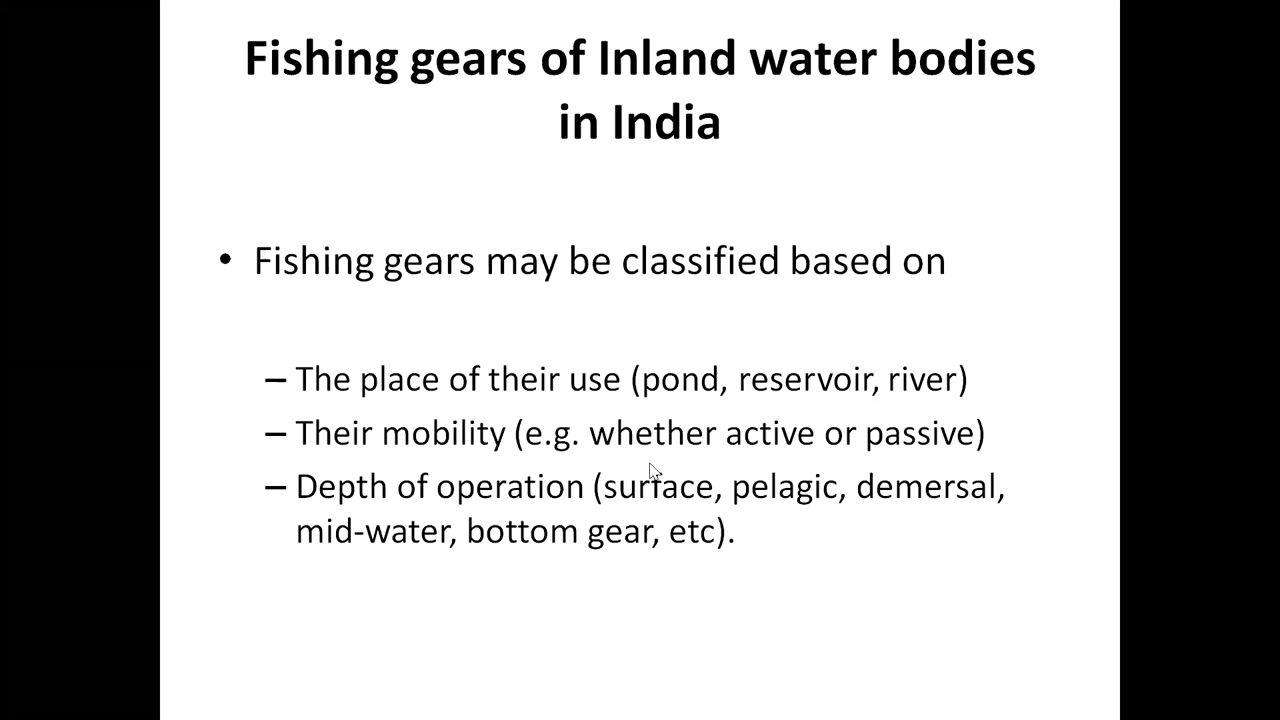 Fishing gears of Inland water bodies
in India
• Fishing gears may be classified based on
– The place of their use (pond, reservoir, river)
– Their mobility (e.g. whether active or passive)
– Depth of operation (surface, pelagic, demersal,
mid-water, bottom gear, etc).